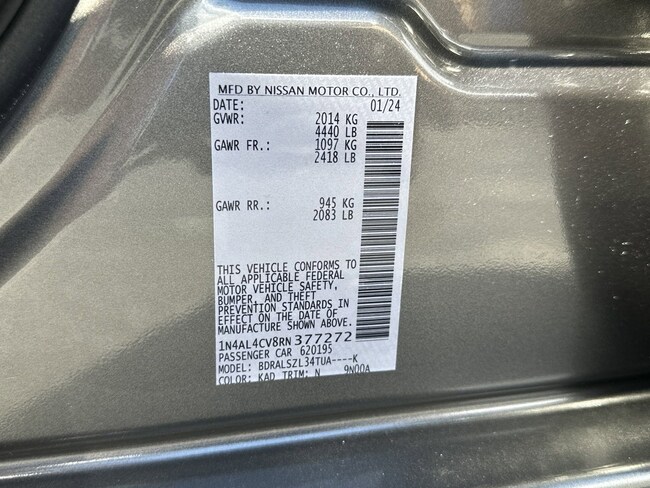 MFD BY NISSAN MOTOR CO., LTD.
DATE: 01/24
GVWR: 2014 KG
4440 LB
GAWR FR.: 1097 KG
2418 LB
GAWR RR.: 945 KG
2083 LB
THIS VEHICLE CONFORMS TO
ALL APPLICABLE FEDERAL
MOTOR VEHICLE SAFETY,
BUMPER, AND THEFT
PREVENTION STANDARDS IN
EFFECT ON THE DATE OF
MANUFACTURE SHOWN ABOVE.
1N4AL4CV8RN377272
PASSENGER CAR 620195
MODEL: BDRALSZL34TUA----K
COLOR: KAD TRIM: N 9N00A